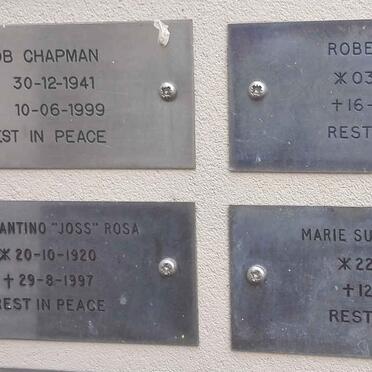 OB CHAPMAN
30-12-1941
10-06-1999
EST IN PEACE
ROBE
⚹ 03
†16-
REST
ANTINO "JOSS" ROSA
⚹ 20-10-1920
†29-8-1997
REST IN PEACE
MARIE SU
⚹ 22
†12
REST